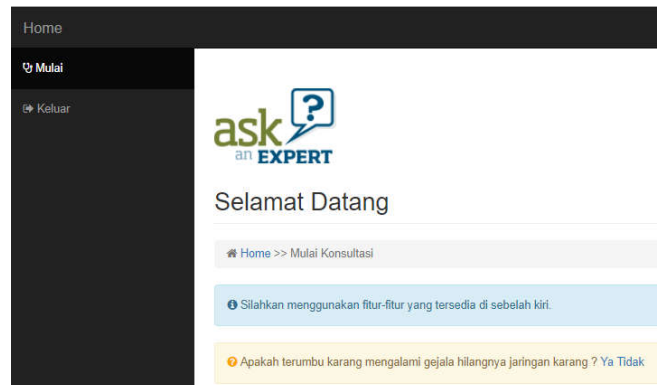 Home
Mulai
Keluar
ask ?
an EXPERT
Selamat Datang
Home >> Mulai Konsultasi
Silahkan menggunakan fitur-fitur yang tersedia di sebelah kiri.
Apakah terumbu karang mengalami gejala hilangnya jaringan karang ? Ya Tidak